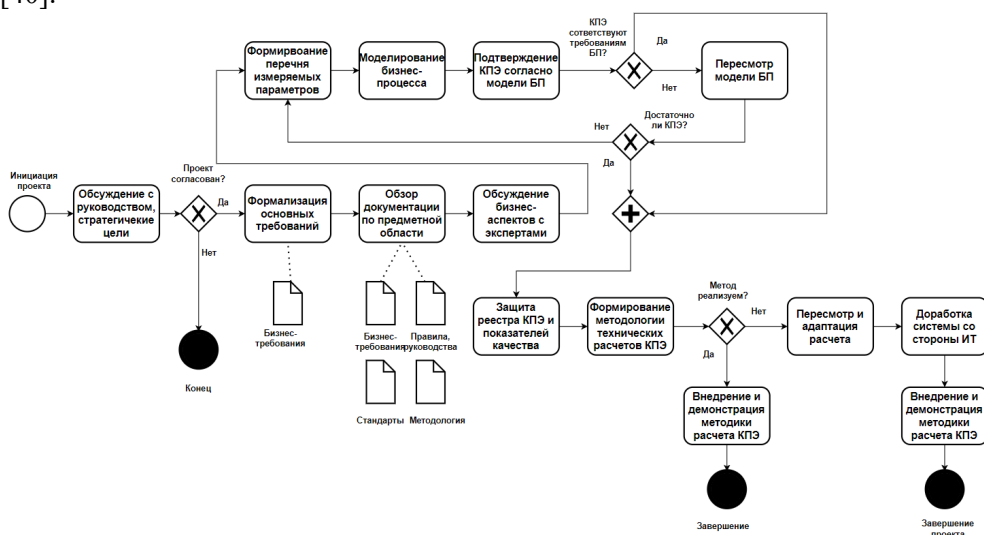 [40].
КПЭ
сответствуют
требованиям
БП?
Да
Нет
Формирвоание
перечня
измеряемых
параметров
Моделирование
бизнес-
процесса
Подтверждение
КПЭ согласно
модели БП
Пересмотр
модели БП
Достаточно
ли КПЭ?
Нет
Да
Инициация
проекта
Обсуждение с
руководством,
стратегичекие
цели
Проект
согласован?
Да
Нет
Формализация
основных
требований
Обзор
документации
по предметной
области
Обсуждение
бизнес-
аспектов с
экспертами
Бизнес-
требования
Бизнес-
требования
Правила,
руководства
Стандарты
Методология
Конец
Защита
реестра КПЭ и
показателей
качества
Формирование
методологии
технических
расчетов КПЭ
Метод
реализуем?
Нет
Да
Пересмотр и
адаптация
расчета
Доработка
системы со
стороны ИТ
Внедрение и
демонстрация
методики
расчета КПЭ
Внедрение и
демонстрация
методики
расчета КПЭ
Завершение
Завершение
проекта